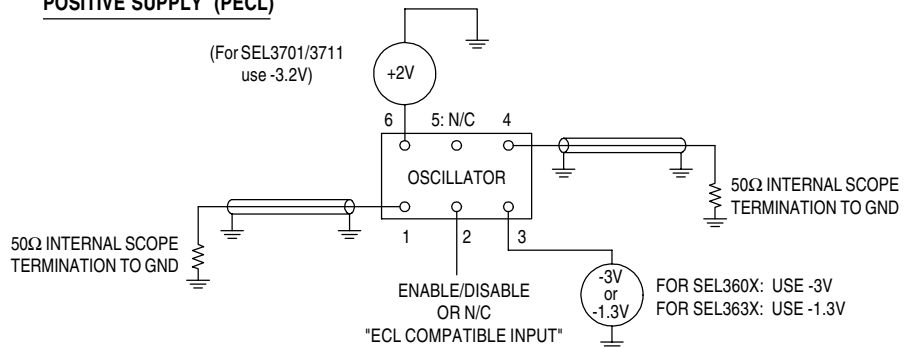 POSITIVE SUPPLY (PECL)
(For SEL3701/3711
use -3.2V)
+2V
6
5: N/C
4
OSCILLATOR
50Ω INTERNAL SCOPE
TERMINATION TO GND
1
2
3
50Ω INTERNAL SCOPE
TERMINATION TO GND
ENABLE/DISABLE
OR N/C
"ECL COMPATIBLE INPUT"
-3V
or
-1.3V
FOR SEL360X: USE -3V
FOR SEL363X: USE -1.3V